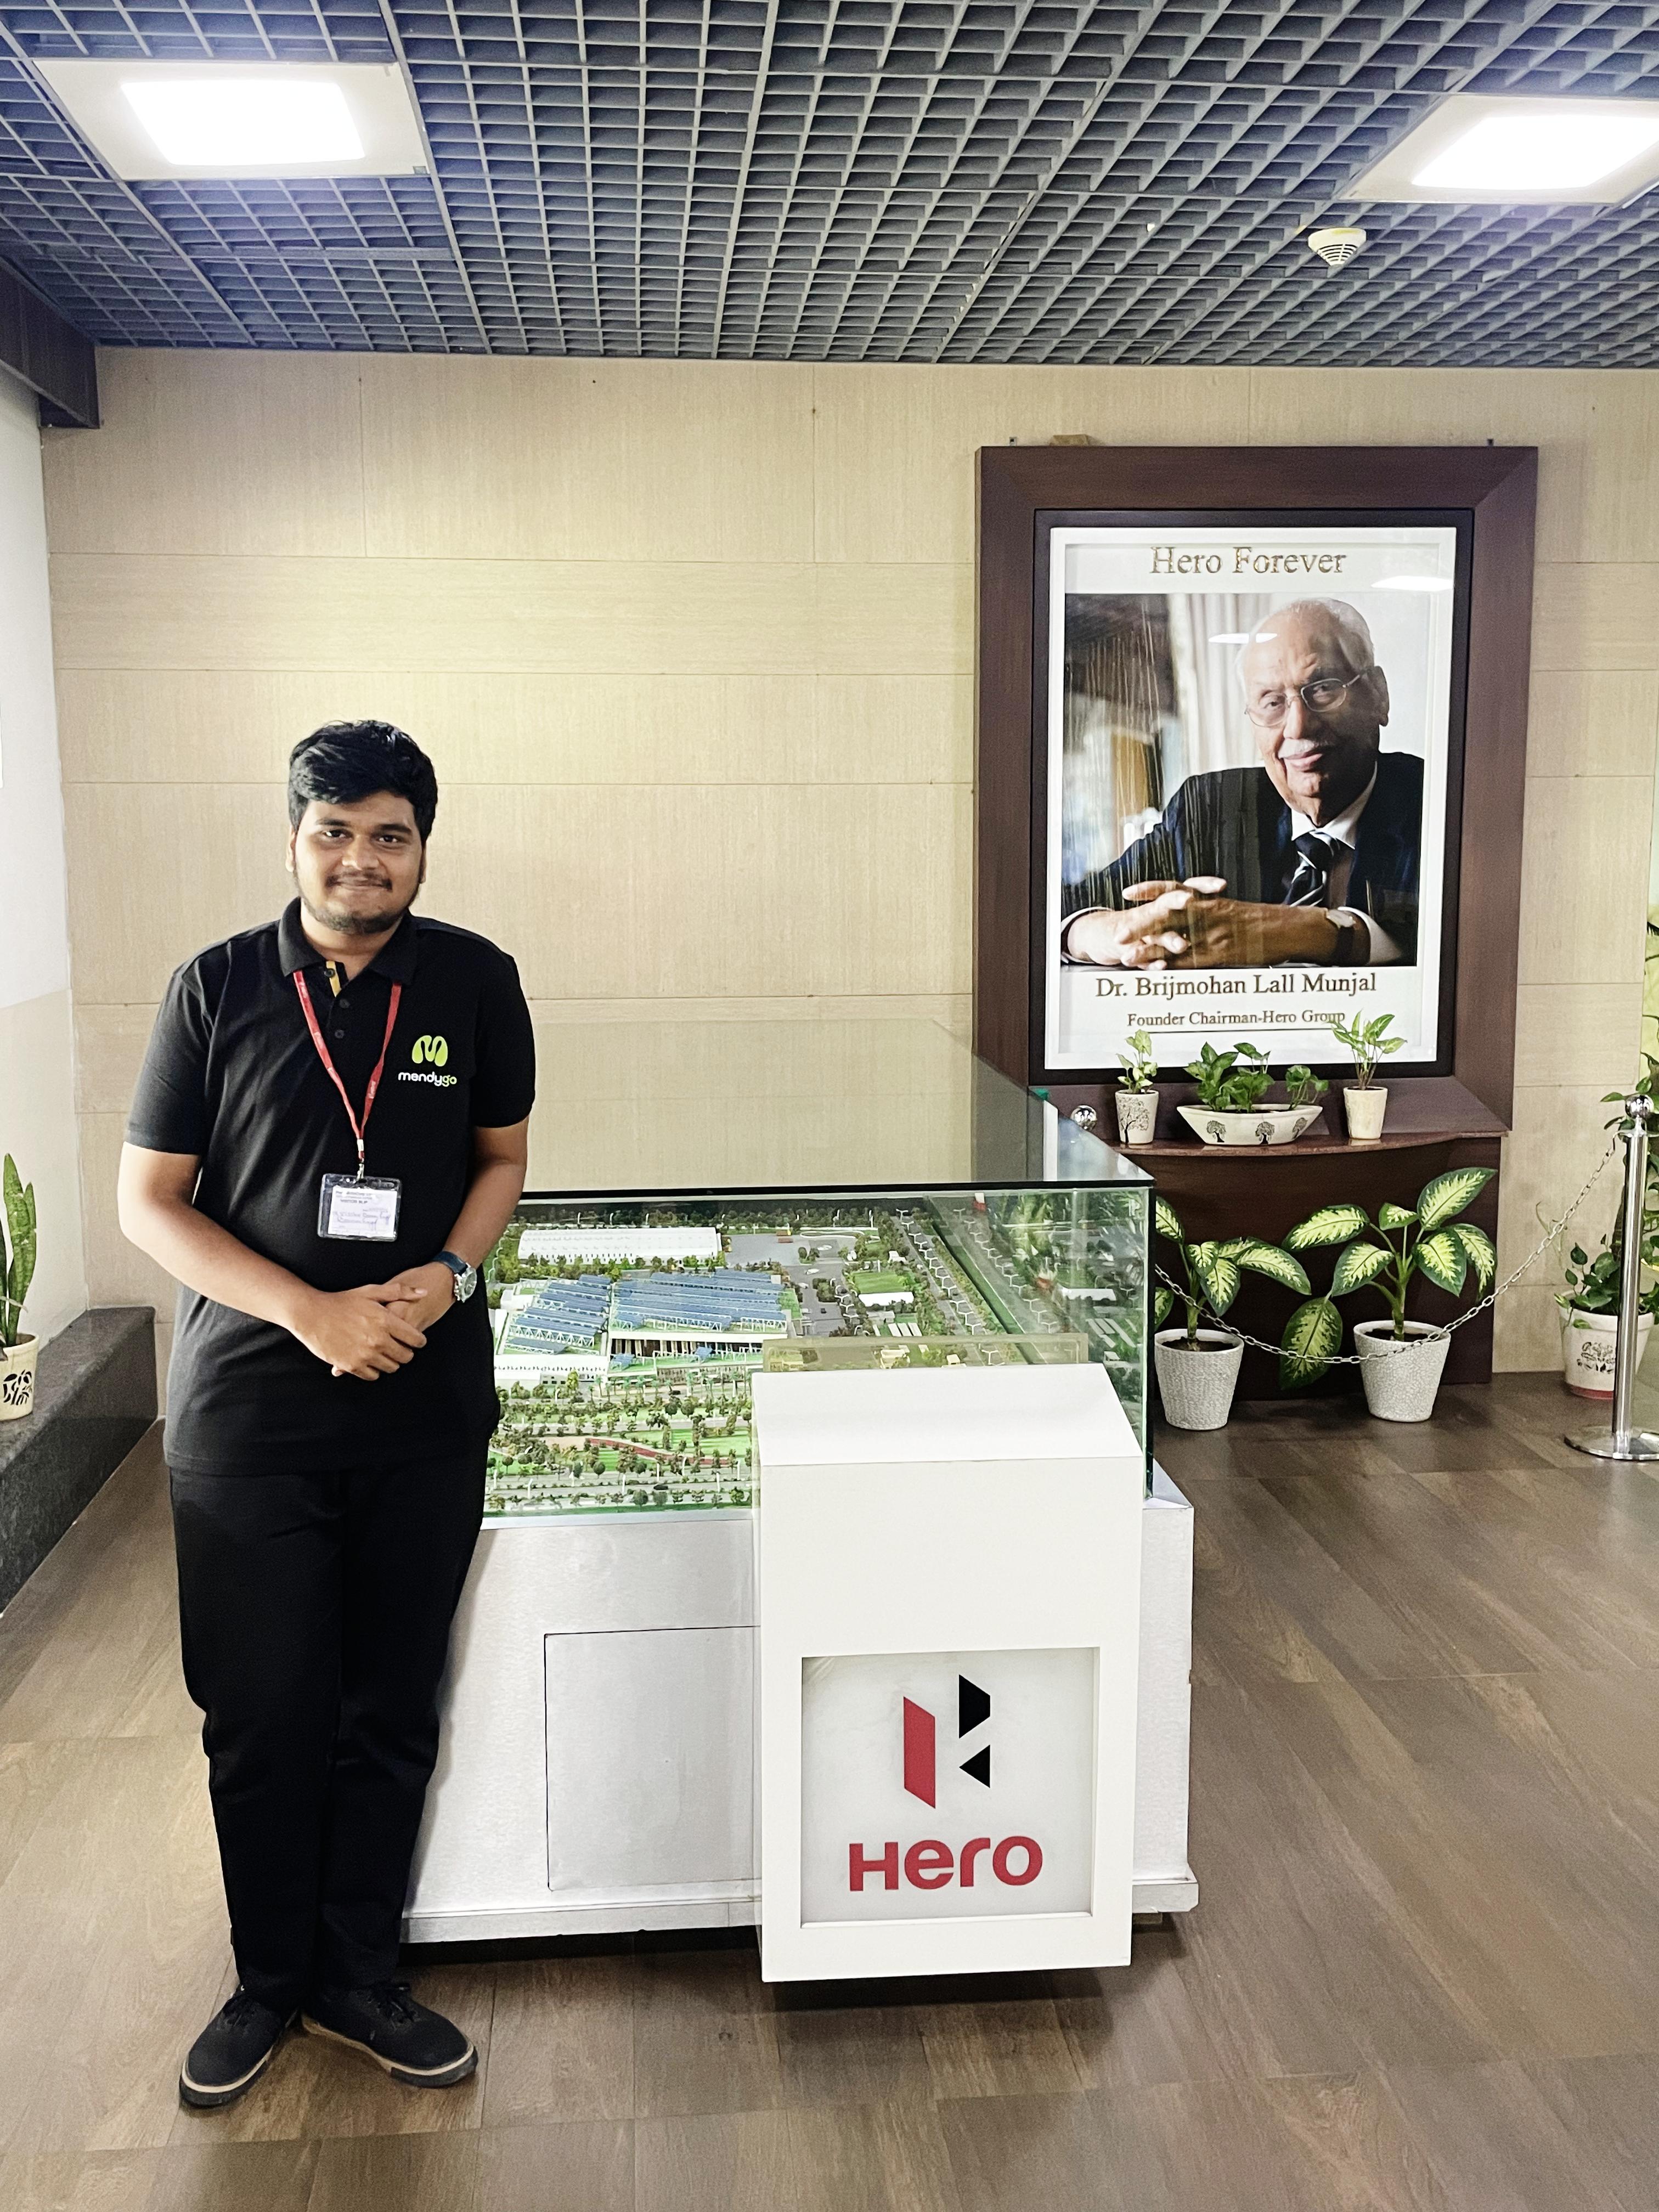 Hero Forever
Dr. Brijmohan Lall Munjal
Founder Chairman-Hero Group
mendygo
Hero